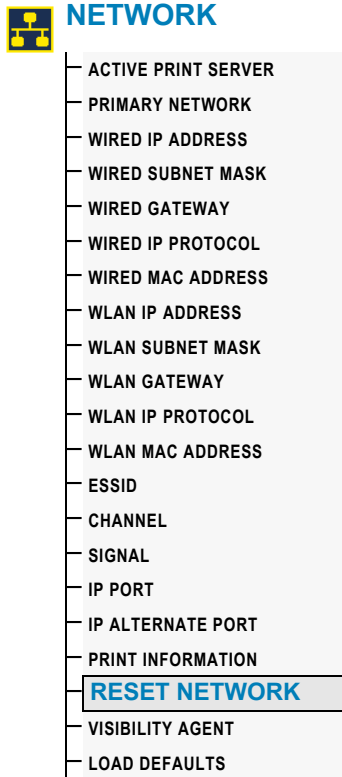 NETWORK
ACTIVE PRINT SERVER
PRIMARY NETWORK
WIRED IP ADDRESS
WIRED SUBNET MASK
WIRED GATEWAY
WIRED IP PROTOCOL
WIRED MAC ADDRESS
WLAN IP ADDRESS
WLAN SUBNET MASK
WLAN GATEWAY
WLAN IP PROTOCOL
WLAN MAC ADDRESS
ESSID
CHANNEL
SIGNAL
IP PORT
IP ALTERNATE PORT
PRINT INFORMATION
RESET NETWORK
VISIBILITY AGENT
LOAD DEFAULTS